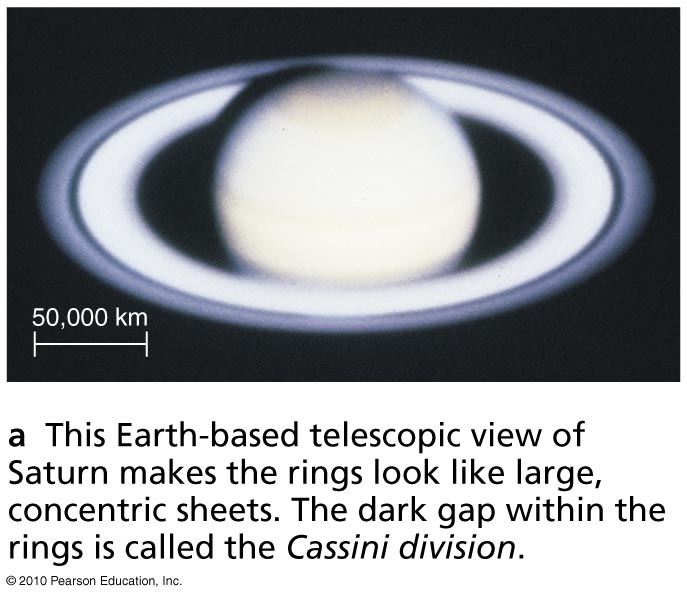 50,000 km
a This Earth-based telescopic view of
Saturn makes the rings look like large,
concentric sheets. The dark gap within the
rings is called the Cassini division.
© 2010 Pearson Education, Inc.